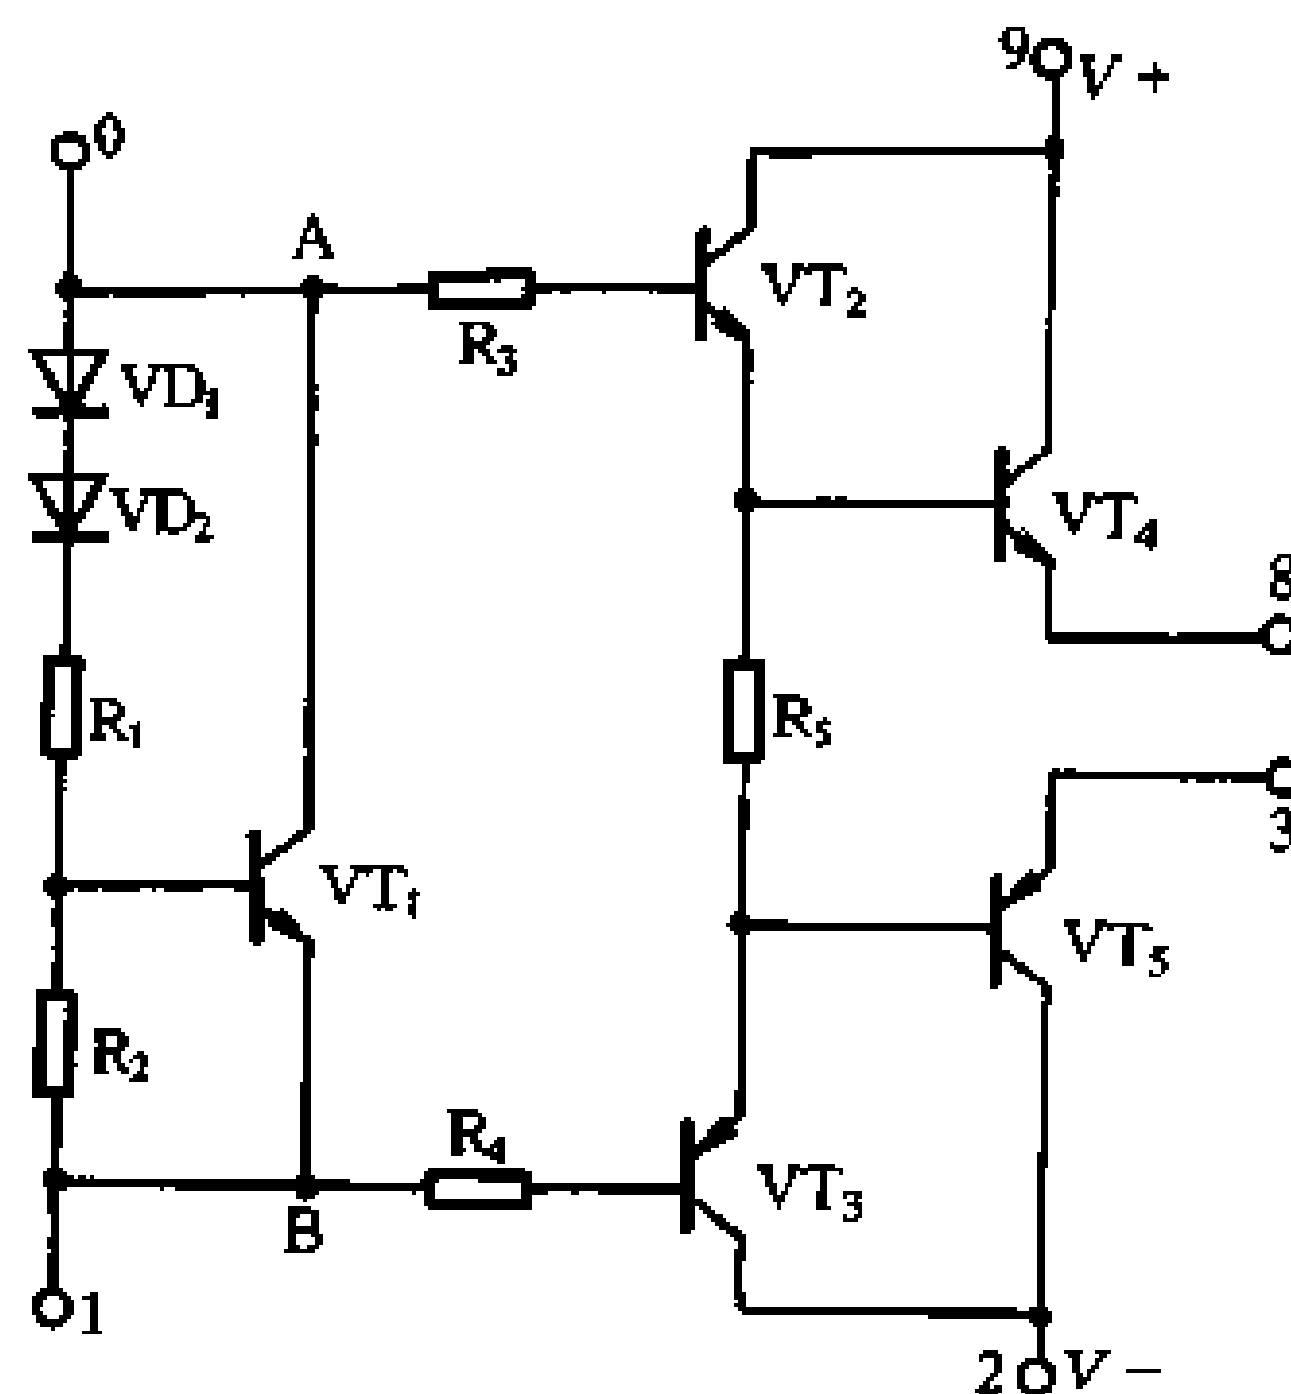 9 V +
0
A
VT₂
R₃
VD₁
VD₂
VT₄
8
R₁
R₅
3
VT₁
VT₅
R₂
R₄
VT₃
B
1
2 V −